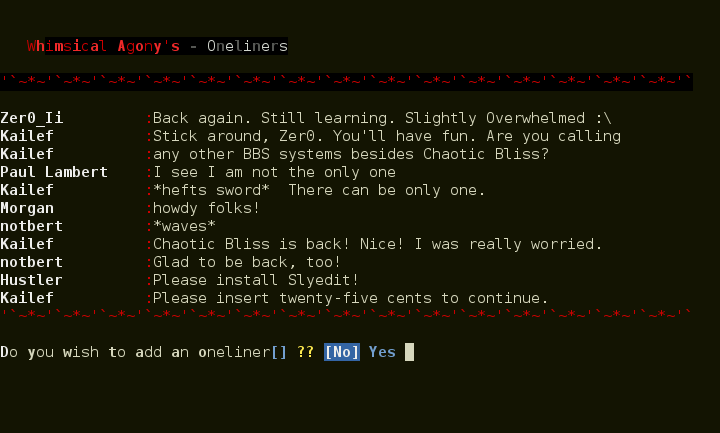 Whimsical Agony's - Oneliners
'`~*~'`~*~'`~*~'`~*~'`~*~'`~*~'`~*~'`~*~'`~*~'`~*~'`~*~'`~*~'`~*~'`~*~'`~*~'`
Zer0_Ii :Back again. Still learning. Slightly Overwhelmed :\
Kailef :Stick around, Zer0. You'll have fun. Are you calling
Kailef :any other BBS systems besides Chaotic Bliss?
Paul Lambert :I see I am not the only one
Kailef :*hefts sword*  There can be only one.
Morgan :howdy folks!
notbert :*waves*
Kailef :Chaotic Bliss is back! Nice! I was really worried.
notbert :Glad to be back, too!
Hustler :Please install Slyedit!
Kailef :Please insert twenty-five cents to continue.
'`~*~'`~*~'`~*~'`~*~'`~*~'`~*~'`~*~'`~*~'`~*~'`~*~'`~*~'`~*~'`~*~'`~*~'`~*~'`
Do you wish to add an oneliner[] ?? [No] Yes